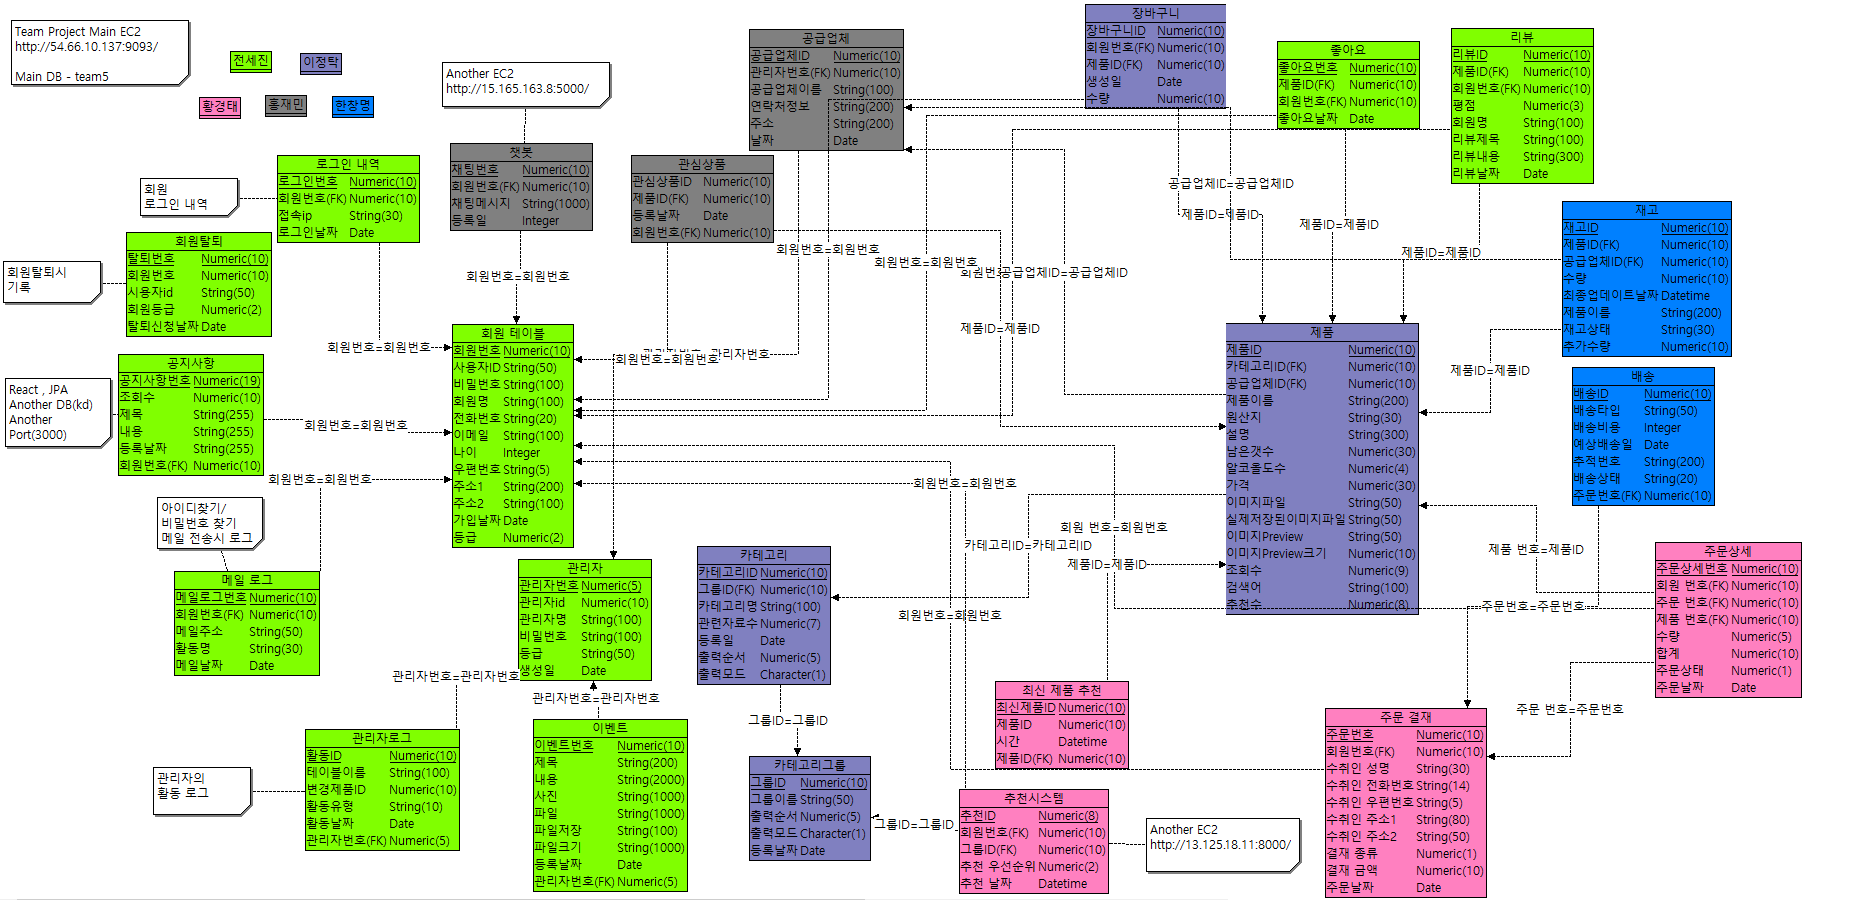 Team Project Main EC2
http://54.66.10.137:9093/
Main DB - team5
전세진
이정탁
황경태
홍재민
한창명
Another EC2
http://15.165.163.8:5000/
공급업체
공급업체ID Numeric(10)
관리자번호(FK) Numeric(10)
공급업체이름 String(100)
연락처정보 String(200)
주소 String(200)
날짜 Date
장바구니
장바구니ID Numeric(10)
회원번호(FK) Numeric(10)
제품ID(FK) Numeric(10)
생성일 Date
수량 Numeric(10)
좋아요
좋아요번호 Numeric(10)
제품ID(FK) Numeric(10)
회원번호(FK) Numeric(10)
좋아요날짜 Date
리뷰
리뷰ID Numeric(10)
제품ID(FK) Numeric(10)
회원번호(FK) Numeric(10)
평점 Numeric(3)
회원명 String(100)
리뷰제목 String(100)
리뷰내용 String(300)
리뷰날짜 Date
로그인 내역
로그인번호 Numeric(10)
회원번호(FK) Numeric(10)
접속ip String(30)
로그인날짜 Date
회원
로그인 내역
챗봇
채팅번호 Numeric(10)
회원번호(FK) Numeric(10)
채팅메시지 String(1000)
등록일 Integer
관심상품
관심상품ID Numeric(10)
제품ID(FK) Numeric(10)
등록날짜 Date
회원번호(FK) Numeric(10)
공급업체ID=공급업체ID
제품ID=제품ID
제품ID=제품ID
제품ID=제품ID
재고
재고ID Numeric(10)
제품ID(FK) Numeric(10)
공급업체ID(FK) Numeric(10)
수량 Numeric(10)
최종업데이트날짜 Datetime
제품이름 String(200)
재고상태 String(30)
추가수량 Numeric(10)
회원탈퇴
탈퇴번호 Numeric(10)
회원번호 Numeric(10)
시용자id String(50)
회원등급 Numeric(2)
탈퇴신청날짜 Date
회원탈퇴시
기록
회원번호=회원번호
회원번호=회원번호
회원번호=회원번호
공급업체ID=공급업체ID
회원번호=회원번호
제품ID=제품ID
회원번호=회원번호
관리자번호
회원 테이블
회원번호 Numeric(10)
사용자ID String(50)
비밀번호 String(100)
회원명 String(100)
전화번호 String(20)
이메일 String(100)
나이 Integer
우편번호 String(5)
주소1 String(200)
주소2 String(100)
가입날짜 Date
등급 Numeric(2)
제품
제품ID Numeric(10)
카테고리ID(FK) Numeric(10)
공급업체ID(FK) Numeric(10)
제품이름 String(200)
원산지 String(30)
설명 String(300)
남은갯수 Numeric(30)
알코올도수 Numeric(4)
가격 Numeric(30)
이미지파일 String(50)
실제저장된이미지파일 String(50)
이미지Preview String(50)
이미지Preview크기 Numeric(10)
조회수 Numeric(9)
검색어 String(100)
추천수 Numeric(8)
제품ID=제품ID
배송
배송ID Numeric(10)
배송타입 String(50)
배송비용 Integer
예상배송일 Date
추적번호 String(200)
배송상태 String(20)
주문번호(FK) Numeric(10)
공지사항
공지사항번호 Numeric(19)
조회수 Numeric(10)
제목 String(255)
내용 String(255)
등록날짜 String(255)
회원번호(FK) Numeric(10)
React , JPA
Another DB(kd)
Another
Port(3000)
회원번호=회원번호
회원번호=회원번호
아이디찾기/
비밀번호 찾기
메일 전송시 로그
회원번호=회원번호
회원 번호=회원번호
카테고리ID=카테고리ID
제품ID=제품ID
제품 번호=제품ID
회원번호=회원번호
주문번호=주문번호
메일 로그
메일로그번호 Numeric(10)
회원번호(FK) Numeric(10)
메일주소 String(50)
활동명 String(30)
메일날짜 Date
관리자
관리자번호 Numeric(5)
관리자id Numeric(10)
관리자명 String(100)
비밀번호 String(100)
등급 String(50)
생성일 Date
카테고리
카테고리ID Numeric(10)
그룹ID(FK) Numeric(10)
카테고리명 String(100)
관련자료수 Numeric(7)
등록일 Date
출력순서 Numeric(5)
출력모드 Character(1)
주문상세
주문상세번호 Numeric(10)
회원 번호(FK) Numeric(10)
주문 번호(FK) Numeric(10)
제품 번호(FK) Numeric(10)
수량 Numeric(5)
합계 Numeric(10)
주문상태 Numeric(1)
주문날짜 Date
관리자번호=관리자번호
관리자번호=관리자번호
그룹ID=그룹ID
주문 번호=주문번호
최신 제품 추천
최신제품ID Numeric(10)
제품ID Numeric(10)
시간 Datetime
제품ID(FK) Numeric(10)
주문 결재
주문번호 Numeric(10)
회원번호(FK) Numeric(10)
수취인 성명 String(30)
수취인 전화번호 String(14)
수취인 우편번호 String(5)
수취인 주소1 String(80)
수취인 주소2 String(50)
결재 종류 Numeric(1)
결재 금액 Numeric(10)
주문날짜 Date
관리자로그
활동ID Numeric(10)
테이블이름 String(100)
변경제품ID Numeric(10)
활동유형 String(10)
활동날짜 Date
관리자번호(FK) Numeric(5)
관리자의
활동 로그
이벤트
이벤트번호 Numeric(10)
제목 String(200)
내용 String(2000)
사진 String(1000)
파일 String(1000)
파일저장 String(100)
파일크기 String(1000)
등록날짜 Date
관리자번호(FK) Numeric(5)
카테고리그룹
그룹ID Numeric(10)
그룹이름 String(50)
출력순서 Numeric(5)
출력모드 Character(1)
등록날짜 Date
그룹ID=그룹ID
추천시스템
추천ID Numeric(8)
회원번호(FK) Numeric(10)
그룹ID(FK) Numeric(10)
추천 우선순위 Numeric(2)
추천 날짜 Datetime
Another EC2
http://13.125.18.11:8000/